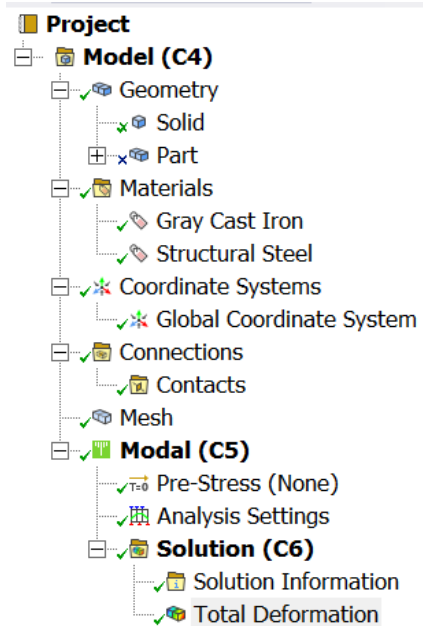 Project
Model (C4)
Geometry
Solid
Part
Materials
Gray Cast Iron
Structural Steel
Coordinate Systems
Global Coordinate System
Connections
Contacts
Mesh
Modal (C5)
T=0 Pre-Stress (None)
Analysis Settings
Solution (C6)
Solution Information
Total Deformation